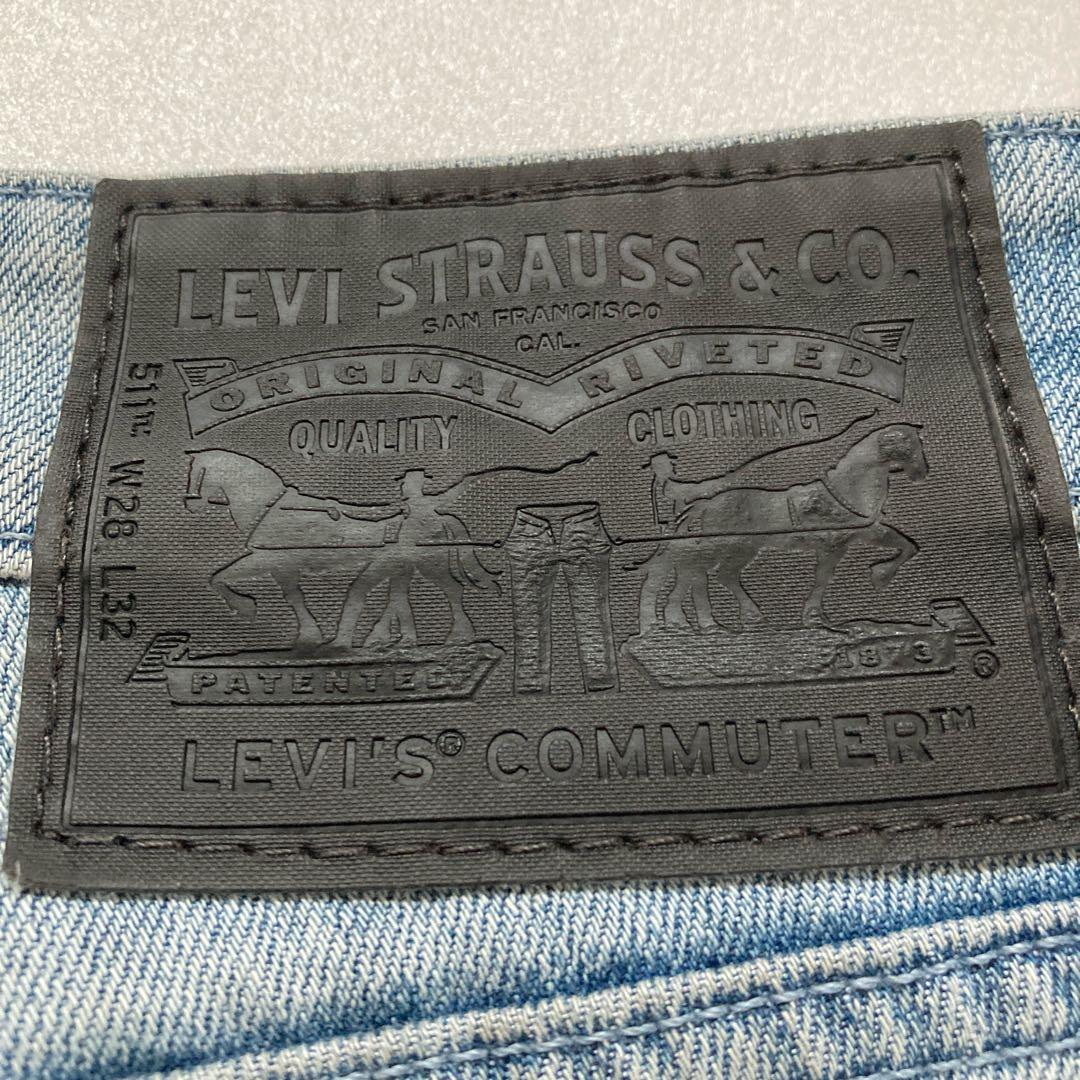 LEVI STRAUSS & CO.
SAN FRANCISCO
CAL.
ORIGINAL RIVETED
QUALITY CLOTHING
511™ W28 L32
PATENTED 1873 ®
LEVI'S® COMMUTER™